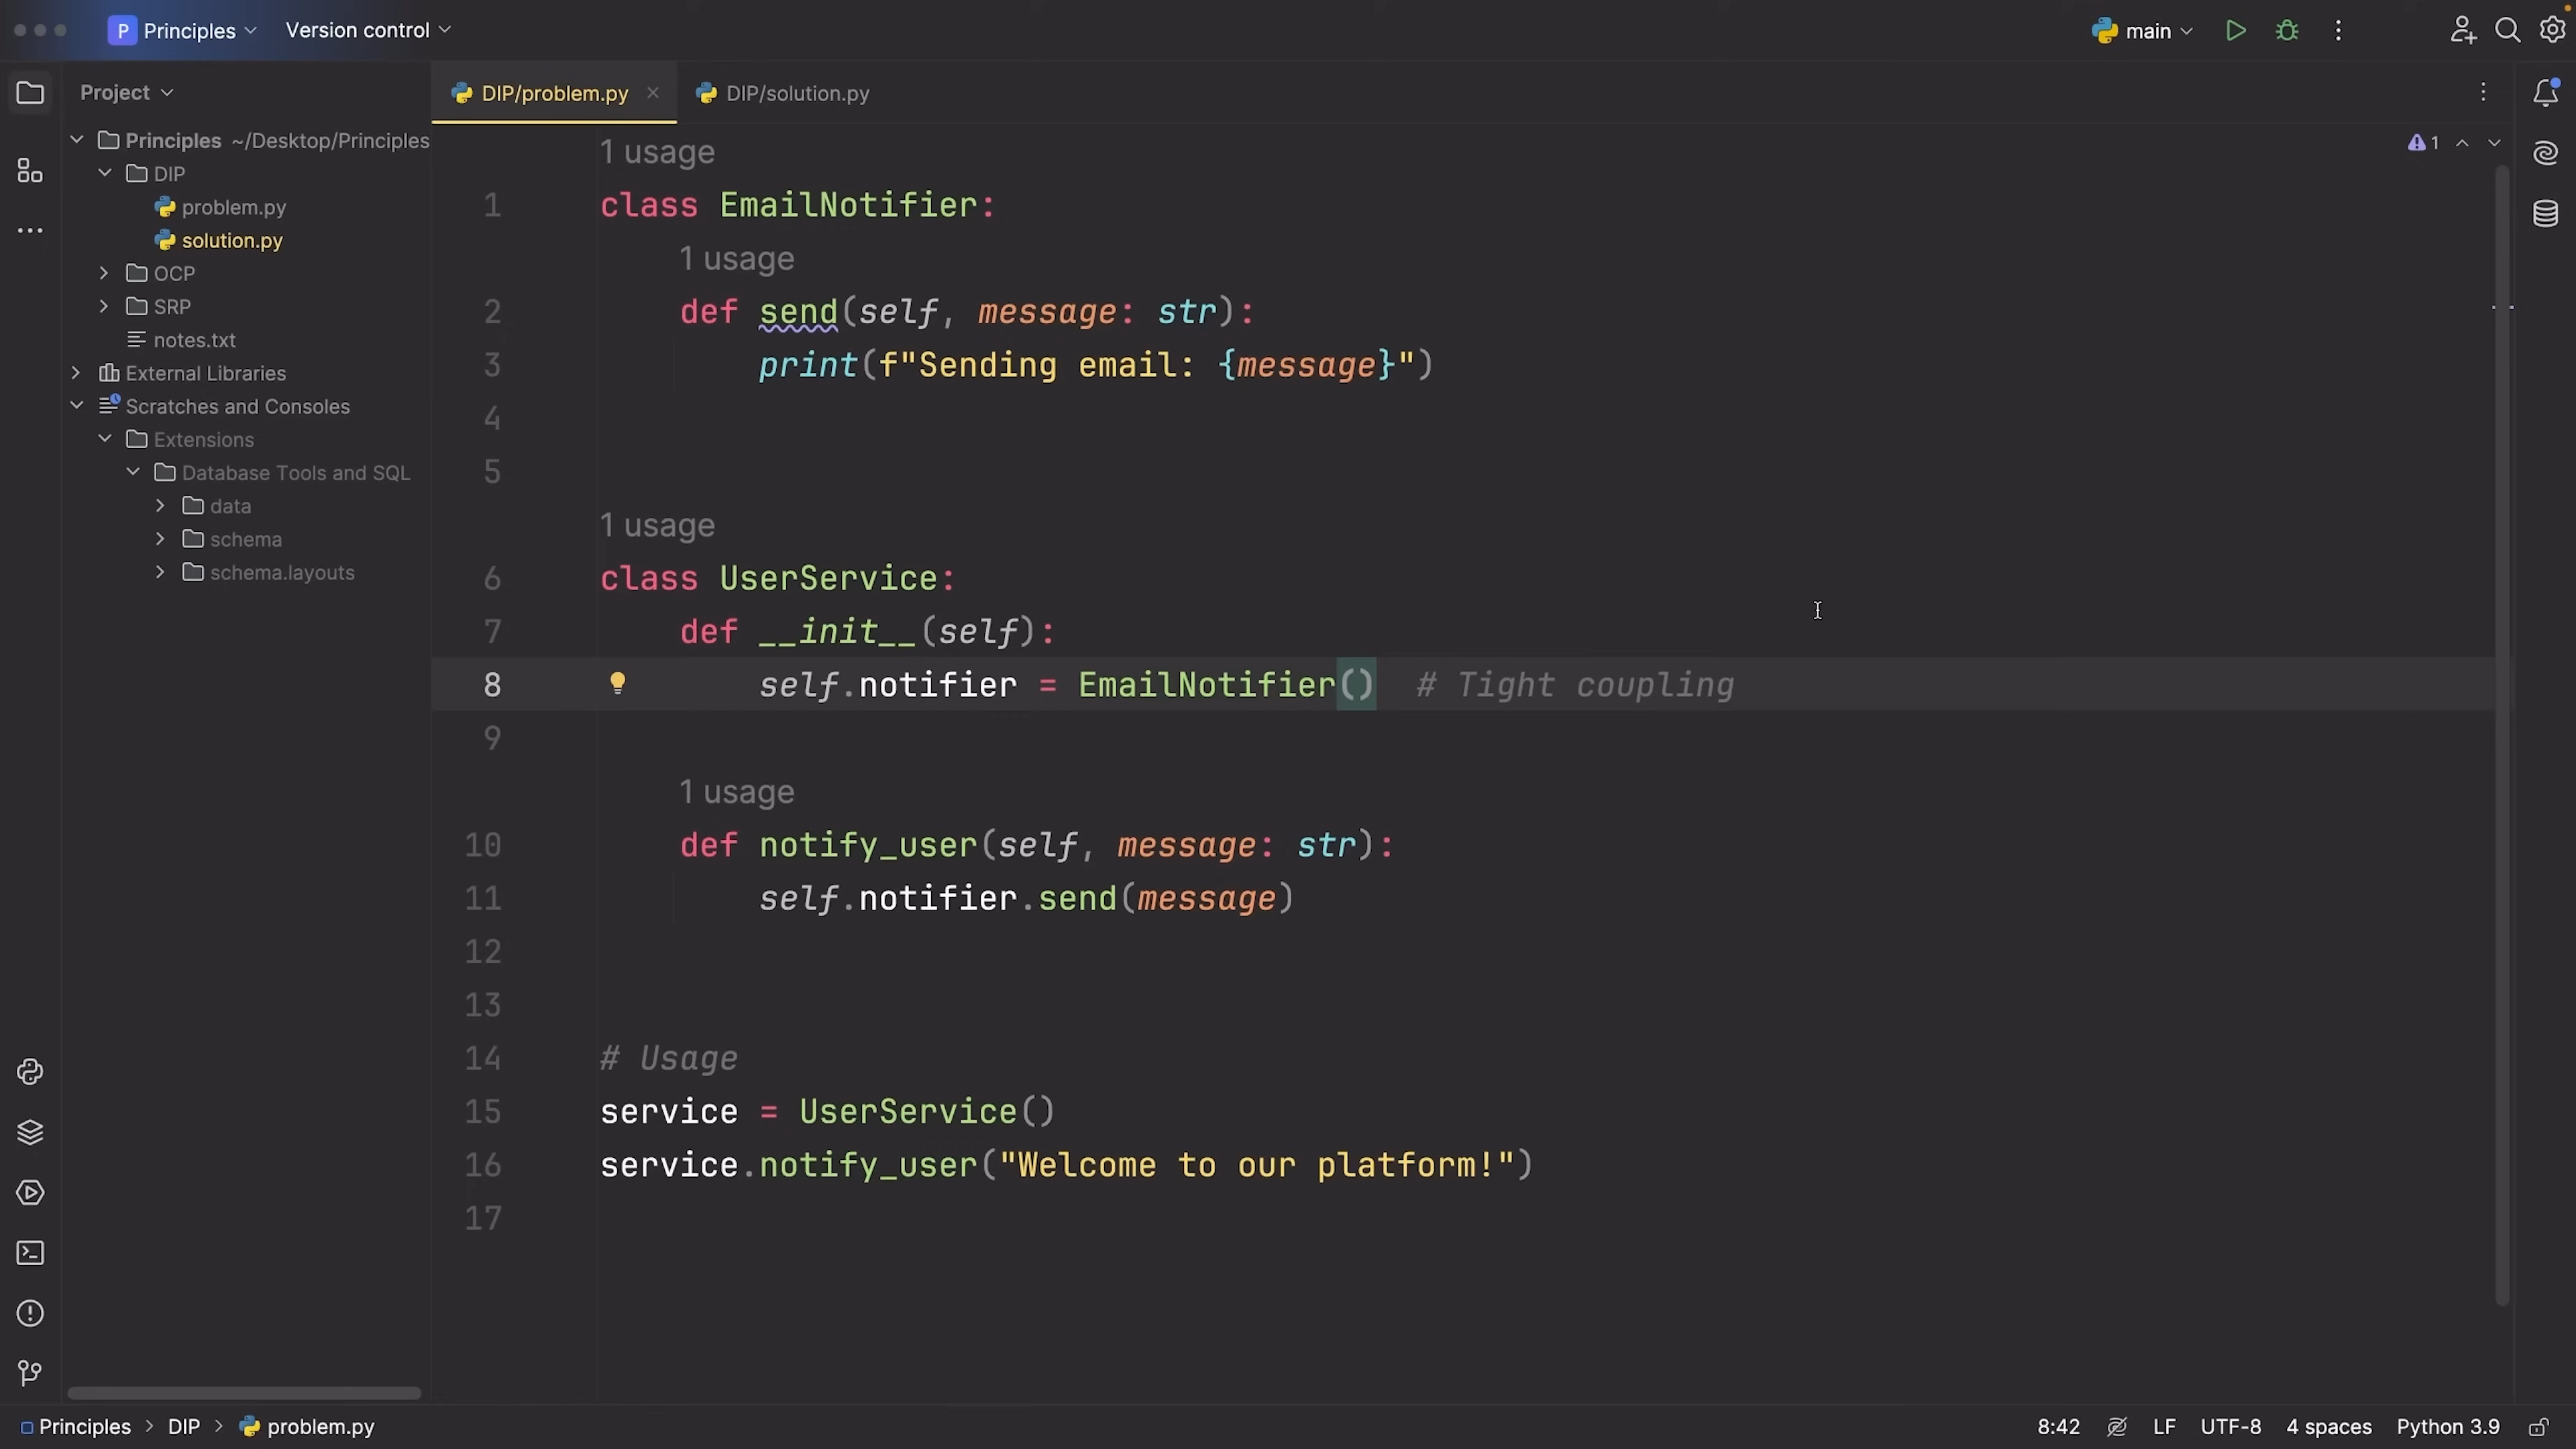 P Principles Version control main
Project DIP/problem.py DIP/solution.py
Principles ~/Desktop/Principles
DIP
problem.py
solution.py
OCP
SRP
notes.txt
External Libraries
Scratches and Consoles
Extensions
Database Tools and SQL
data
schema
schema.layouts
1
1 usage
1 class EmailNotifier:
1 usage
2 def send(self, message: str):
3 print(f"Sending email: {message}")
4
5
1 usage
6 class UserService:
7 def __init__(self):
8 self.notifier = EmailNotifier() # Tight coupling
9
1 usage
10 def notify_user(self, message: str):
11 self.notifier.send(message)
12
13
14 # Usage
15 service = UserService()
16 service.notify_user("Welcome to our platform!")
17
Principles > DIP > problem.py 8:42 LF UTF-8 4 spaces Python 3.9